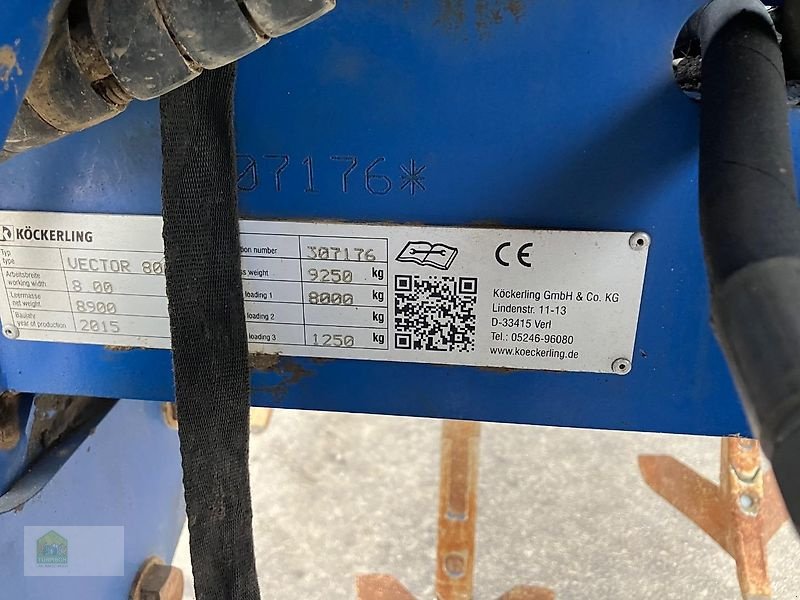 07176*
KÖCKERLING
Typ
type
VECTOR 80
Arbeitsbreite
working width
8 00
Leermasse
net weight.
8900
Baujahr
year of production
2015
number
307176
weight
9250 kg
loading 1
8000 kg
loading 2
kg
loading 3
1250 kg
CE
Köckerling GmbH & Co. KG
Lindenstr. 11-13
D-33415 Verl
Tel.: 05246-96080
www.koeckerling.de